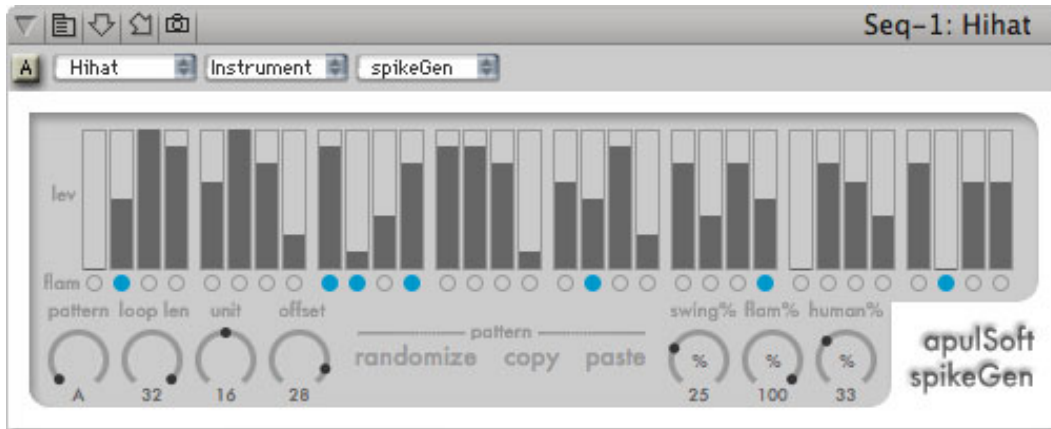 Seq-1: Hihat
A Hihat Instrument spikeGen
lev
flam
pattern loop len unit offset pattern swing% flam% human%
randomize copy paste
% % %
A 32 16 28 25 100 33
apulSoft
spikeGen